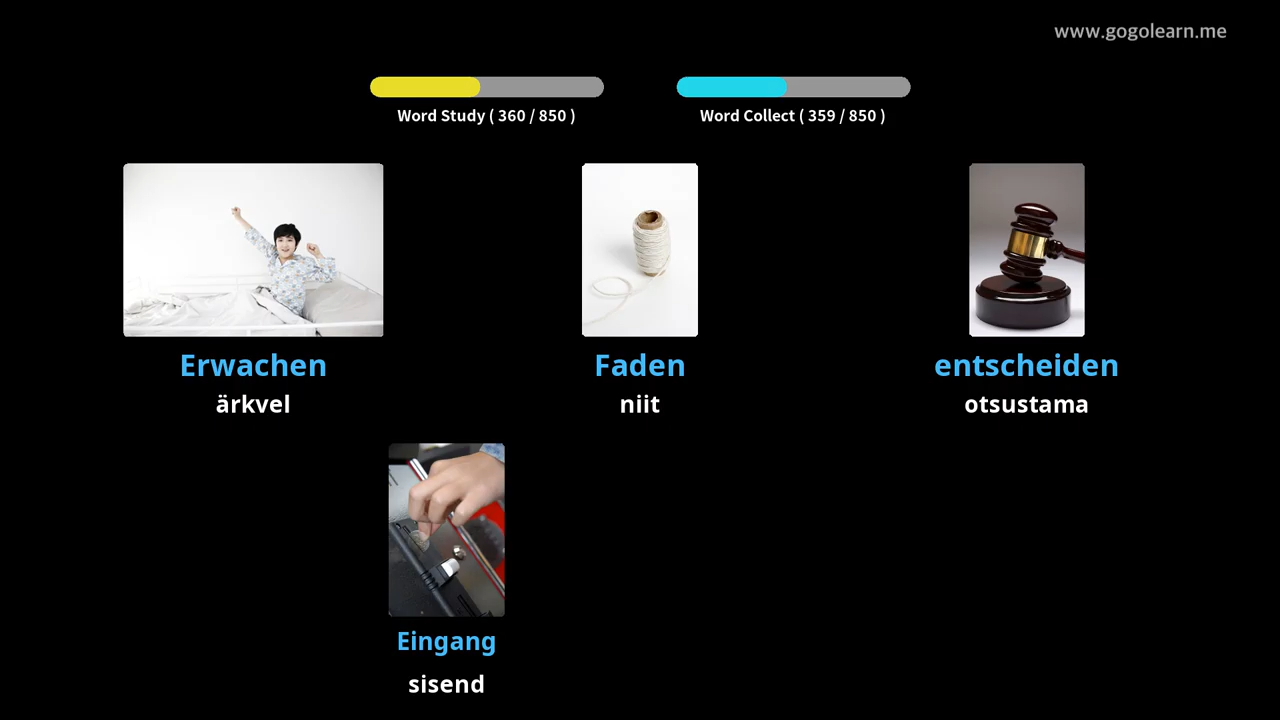 www.gogolearn.me
Word Study ( 360 / 850 )
Word Collect ( 359 / 850 )
Erwachen
ärkvel
Faden
niit
entscheiden
otsustama
Eingang
sisend